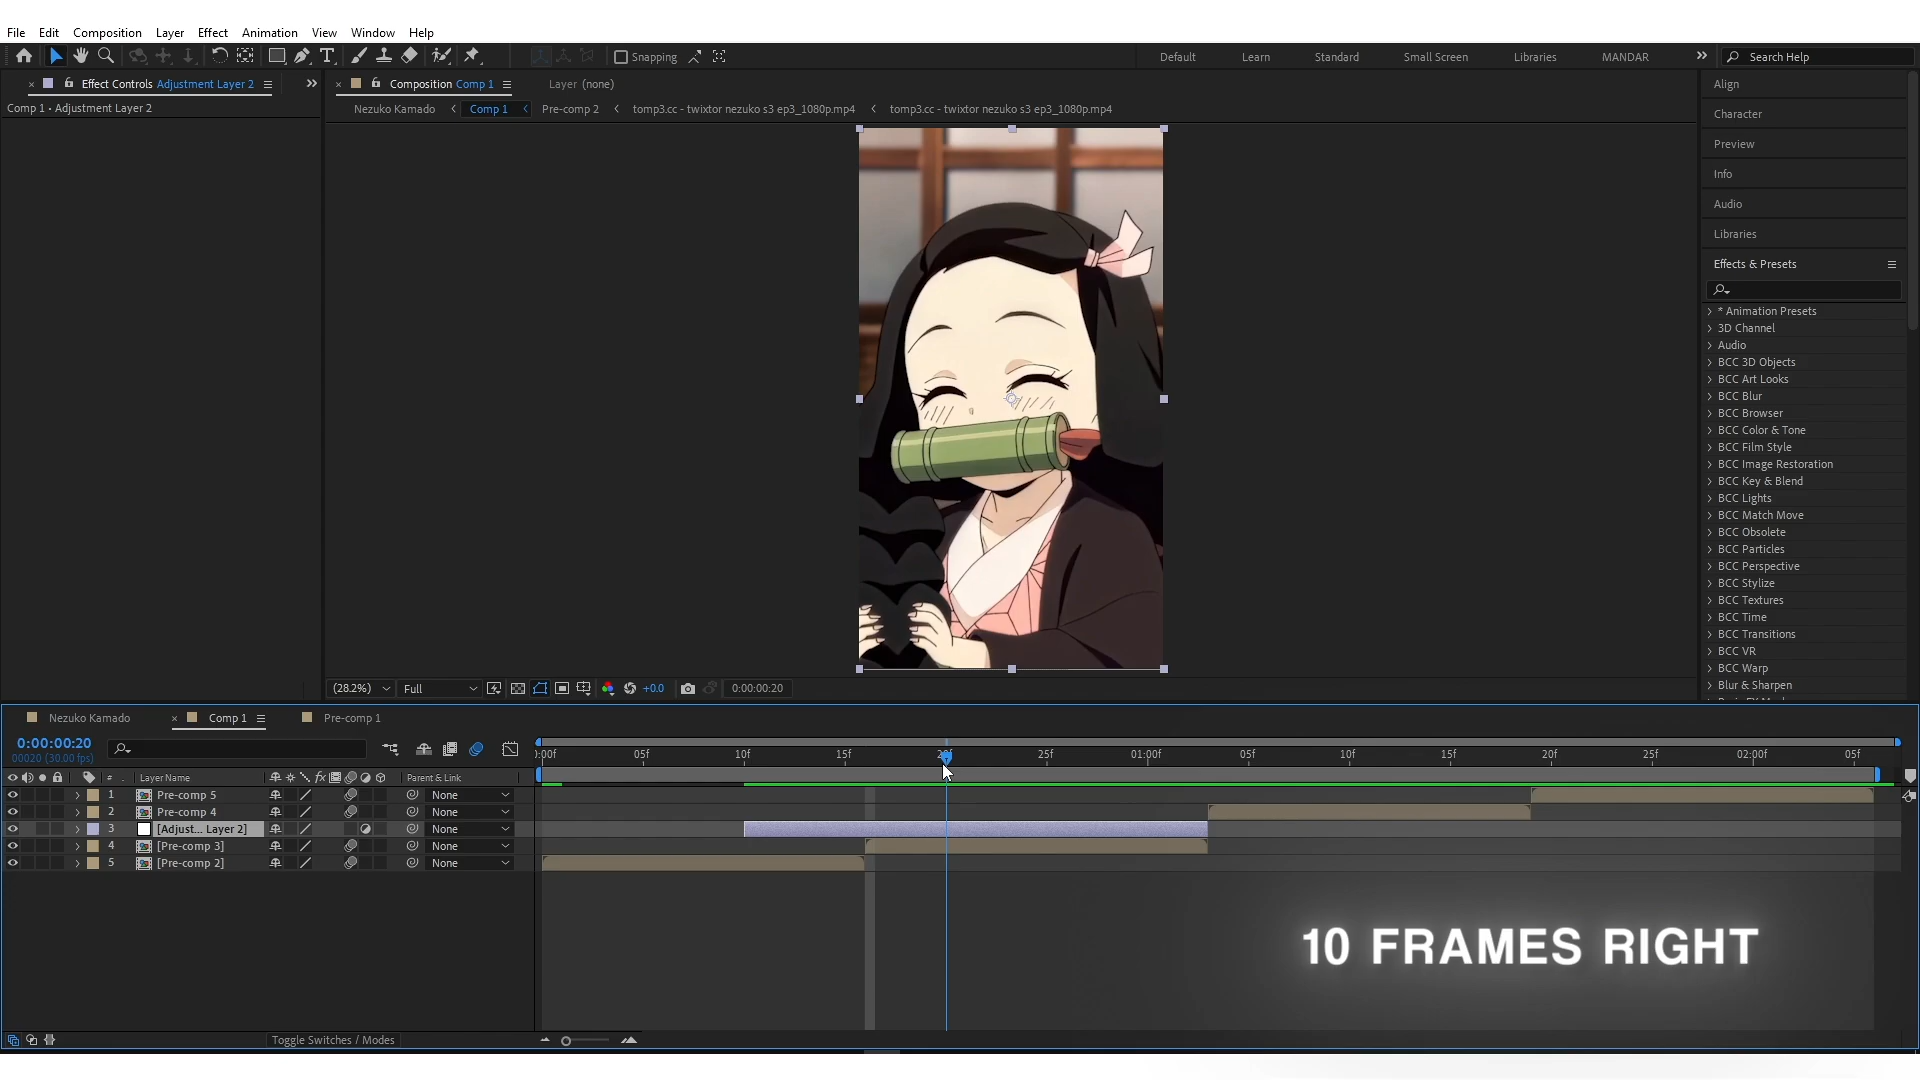 File Edit Composition Layer Effect Animation View Window Help
Snapping
Default Learn Standard Small Screen Libraries MANDAR >> Search Help
Effect Controls Adjustment Layer 2
Composition Comp 1
Layer (none)
Comp 1 • Adjustment Layer 2
Nezuko Kamado < Comp 1 < Pre-comp 2 < tomp3.cc - twixtor nezuko s3 ep3_1080p.mp4 < tomp3.cc - twixtor nezuko s3 ep3_1080p.mp4
Align
Character
Preview
Info
Audio
Libraries
Effects & Presets
* Animation Presets
3D Channel
Audio
BCC 3D Objects
BCC Art Looks
BCC Blur
BCC Browser
BCC Color & Tone
BCC Film Style
BCC Image Restoration
BCC Key & Blend
BCC Lights
BCC Match Move
BCC Obsolete
BCC Particles
BCC Perspective
BCC Stylize
BCC Textures
BCC Time
BCC Transitions
BCC VR
BCC Warp
Blur & Sharpen
(28.2%) Full +0.0 0:00:00:20
Nezuko Kamado Comp 1 Pre-comp 1
0:00:00:20
00020 (30.00 fps)
0:00f 05f 10f 15f 20f 25f 01:00f 05f 10f 15f 20f 25f 02:00f 05f
# Layer Name fx Parent & Link
1 Pre-comp 5 None
2 Pre-comp 4 None
3 [Adjust... Layer 2] None
4 [Pre-comp 3] None
5 [Pre-comp 2] None
10 FRAMES RIGHT
Toggle Switches / Modes